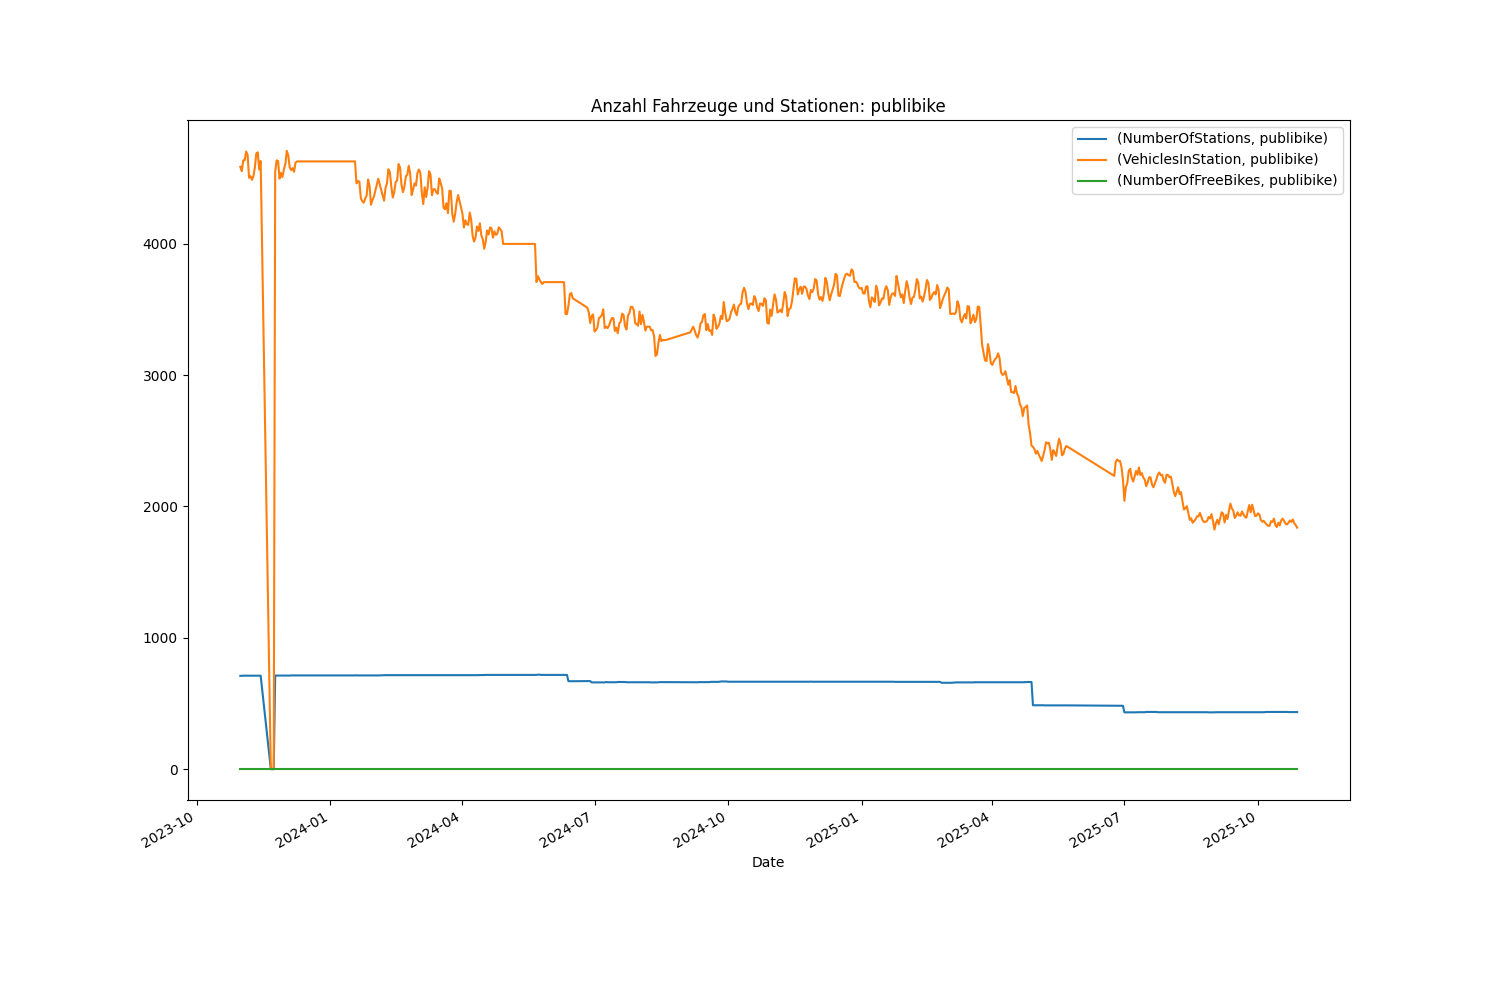 Anzahl Fahrzeuge und Stationen: publibike
(NumberOfStations, publibike)
(VehiclesInStation, publibike)
(NumberOfFreeBikes, publibike)
4000
3000
2000
1000
0
2023-10
2024-01
2024-04
2024-07
2024-10
2025-01
2025-04
2025-07
2025-10
Date